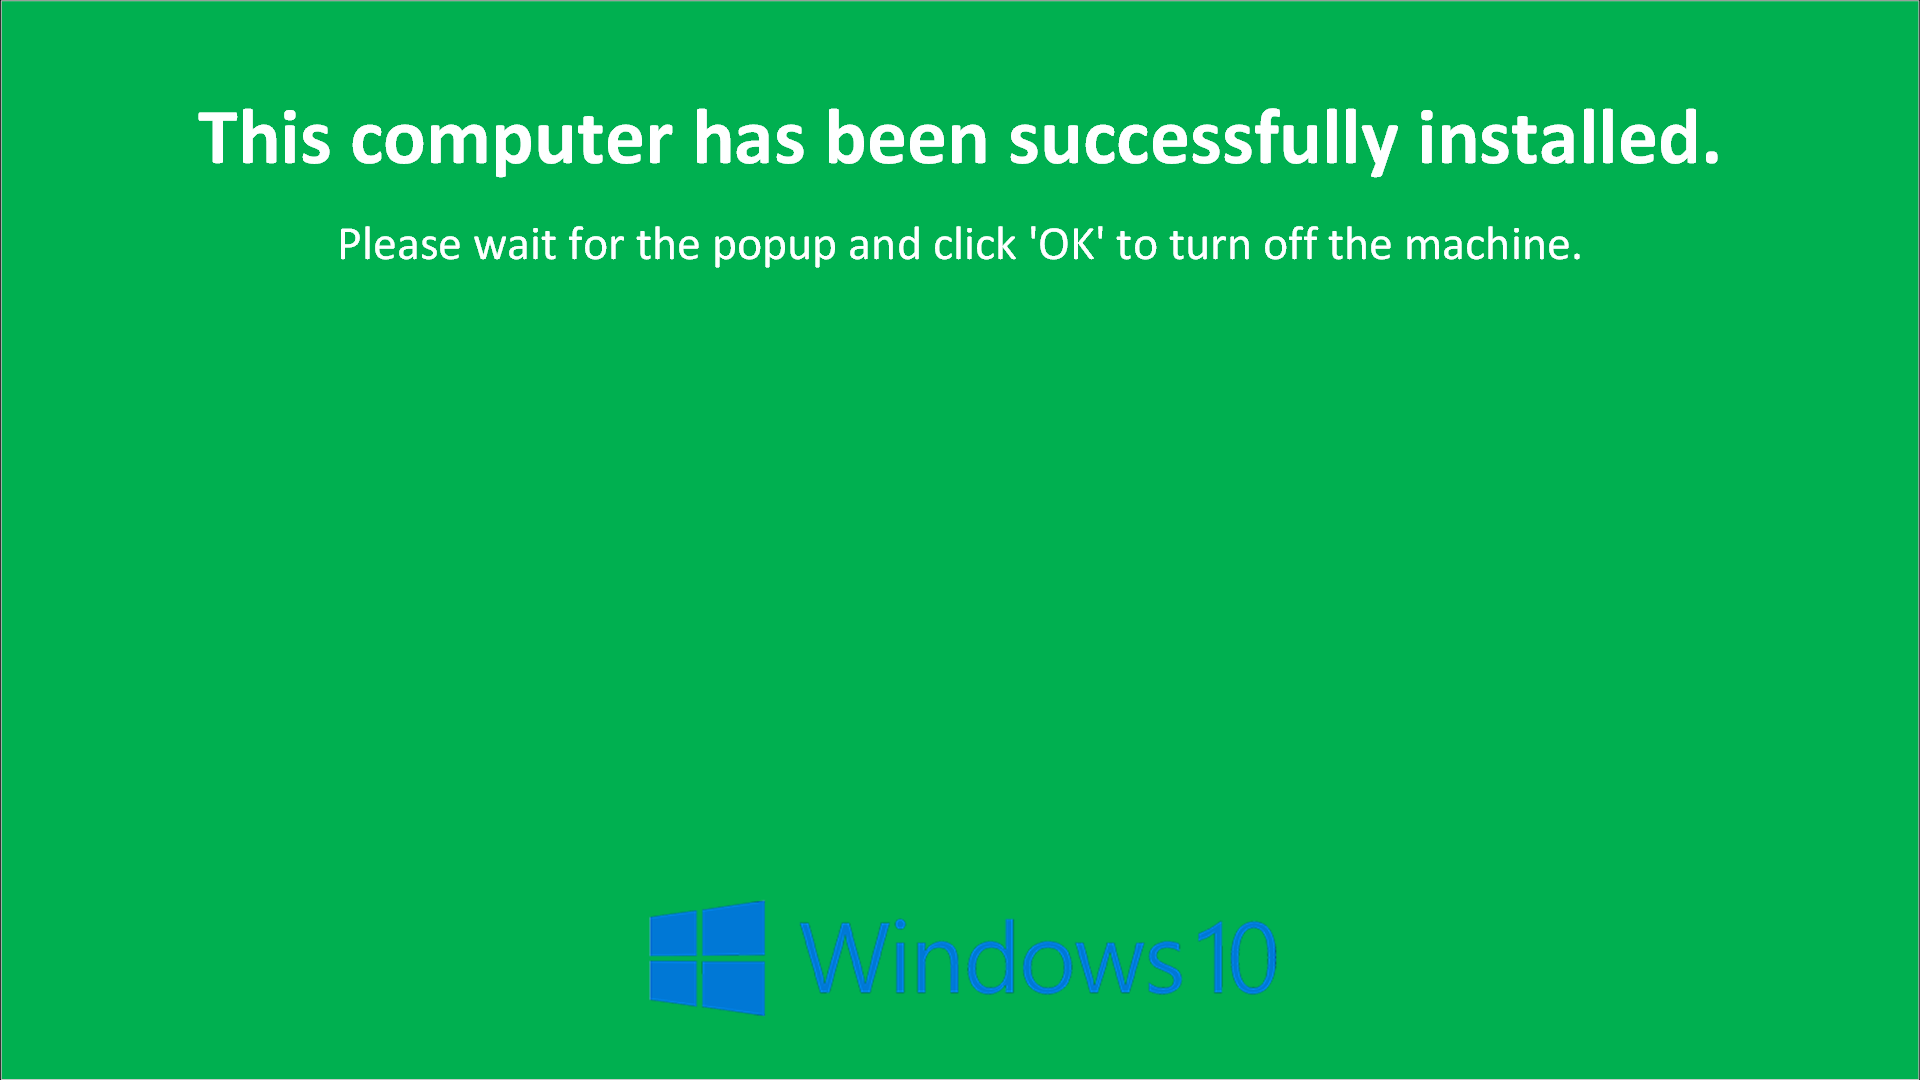 This computer has been successfully installed.
Please wait for the popup and click 'OK' to turn off the machine.
Windows 10